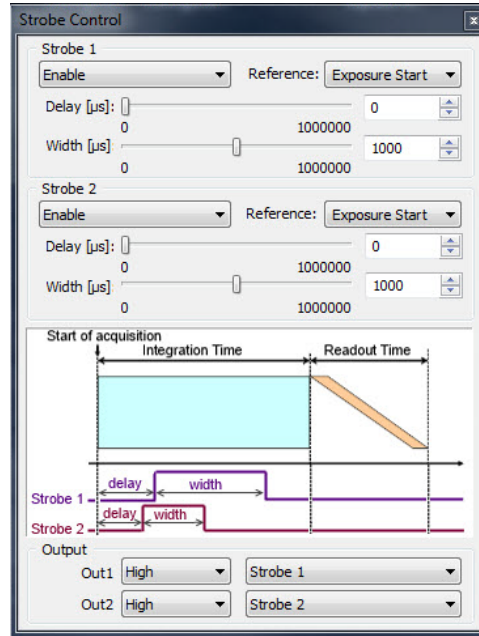 Strobe Control
Strobe 1
Enable Reference: Exposure Start
Delay [µs]: 0
0 1000000
Width [µs]: 1000
0 1000000
Strobe 2
Enable Reference: Exposure Start
Delay [µs]: 0
0 1000000
Width [µs]: 1000
0 1000000
Start of acquisition
Integration Time Readout Time
delay width
Strobe 1
delay width
Strobe 2
Output
Out1 High Strobe 1
Out2 High Strobe 2